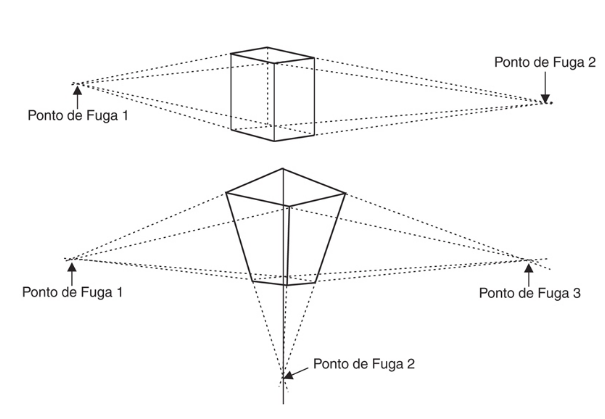 Ponto de Fuga 2
Ponto de Fuga 1
Ponto de Fuga 1
Ponto de Fuga 3
Ponto de Fuga 2